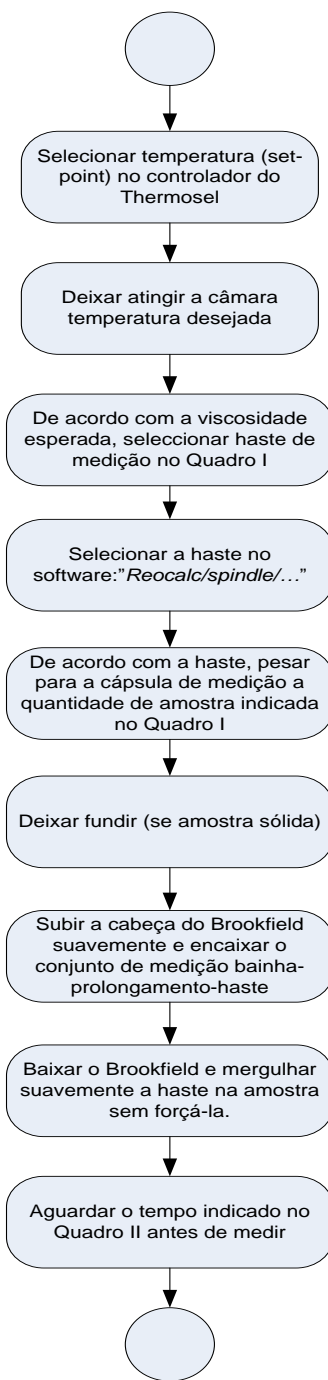 Selecionar temperatura (set-
point) no controlador do
Thermosel
Deixar atingir a câmara
temperatura desejada
De acordo com a viscosidade
esperada, seleccionar haste de
medição no Quadro I
Selecionar a haste no
software:”Reocalc/spindle/…”
De acordo com a haste, pesar
para a cápsula de medição a
quantidade de amostra indicada
no Quadro I
Deixar fundir (se amostra sólida)
Subir a cabeça do Brookfield
suavemente e encaixar o
conjunto de medição bainha-
prolongamento-haste
Baixar o Brookfield e mergulhar
suavemente a haste na amostra
sem forçá-la.
Aguardar o tempo indicado no
Quadro II antes de medir